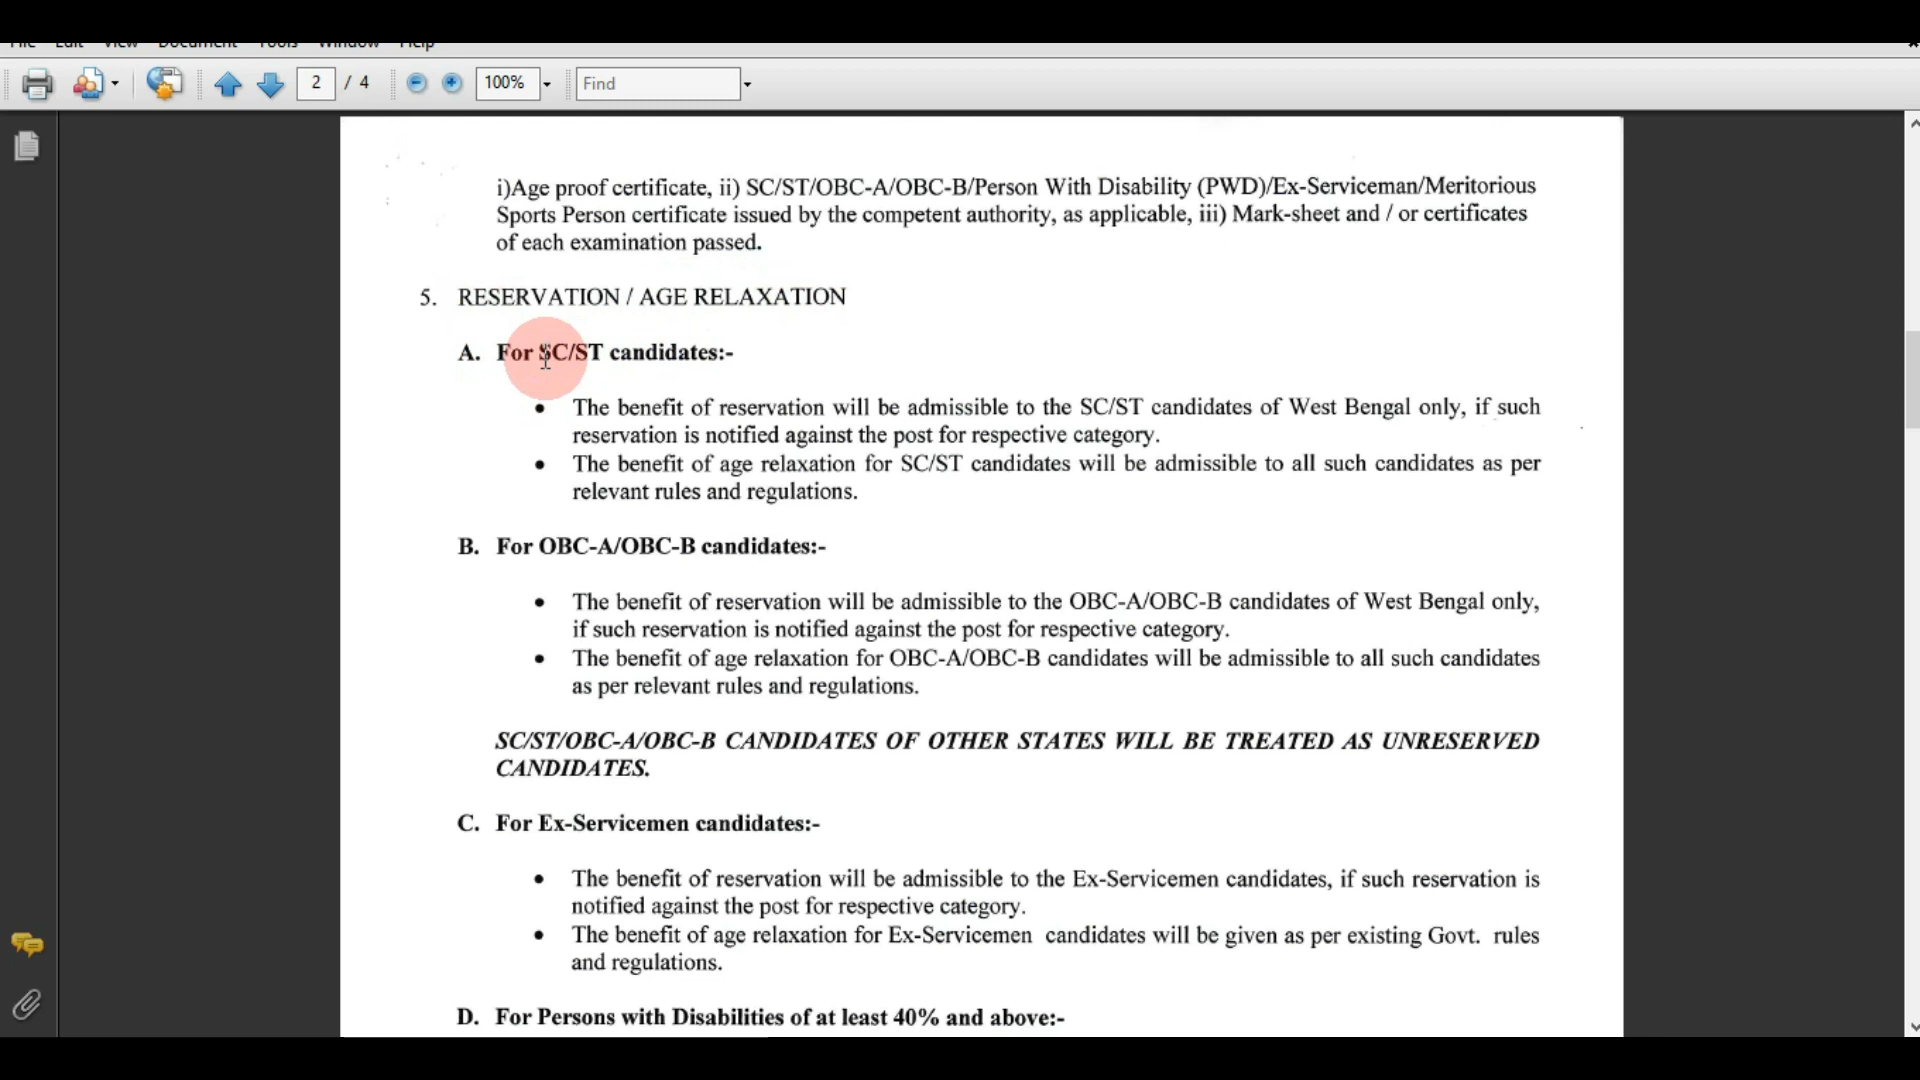 File Edit View Document Tools Window Help
2 / 4 100% Find
i)Age proof certificate, ii) SC/ST/OBC-A/OBC-B/Person With Disability (PWD)/Ex-Serviceman/Meritorious
Sports Person certificate issued by the competent authority, as applicable, iii) Mark-sheet and / or certificates
of each examination passed.
5. RESERVATION / AGE RELAXATION
A. For SC/ST candidates:-
• The benefit of reservation will be admissible to the SC/ST candidates of West Bengal only, if such
reservation is notified against the post for respective category.
• The benefit of age relaxation for SC/ST candidates will be admissible to all such candidates as per
relevant rules and regulations.
B. For OBC-A/OBC-B candidates:-
• The benefit of reservation will be admissible to the OBC-A/OBC-B candidates of West Bengal only,
if such reservation is notified against the post for respective category.
• The benefit of age relaxation for OBC-A/OBC-B candidates will be admissible to all such candidates
as per relevant rules and regulations.
SC/ST/OBC-A/OBC-B CANDIDATES OF OTHER STATES WILL BE TREATED AS UNRESERVED
CANDIDATES.
C. For Ex-Servicemen candidates:-
• The benefit of reservation will be admissible to the Ex-Servicemen candidates, if such reservation is
notified against the post for respective category.
• The benefit of age relaxation for Ex-Servicemen candidates will be given as per existing Govt. rules
and regulations.
D. For Persons with Disabilities of at least 40% and above:-